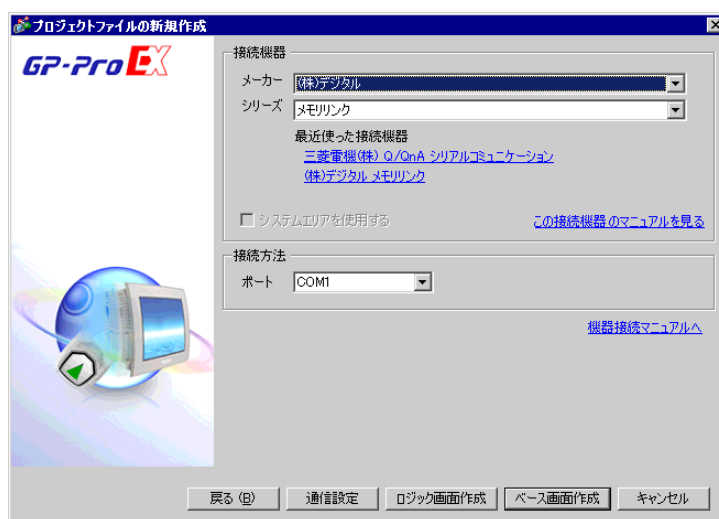 プロジェクトファイルの新規作成
GP-Pro EX
接続機器
メーカー (株)デジタル
シリーズ メモリリンク
最近使った接続機器
三菱電機(株) Q/QnA シリアルコミュニケーション
(株)デジタル メモリリンク
システムエリアを使用する この接続機器のマニュアルを見る
接続方法
ポート COM1
機器接続マニュアルへ
戻る (B) 通信設定 ロジック画面作成 ベース画面作成 キャンセル